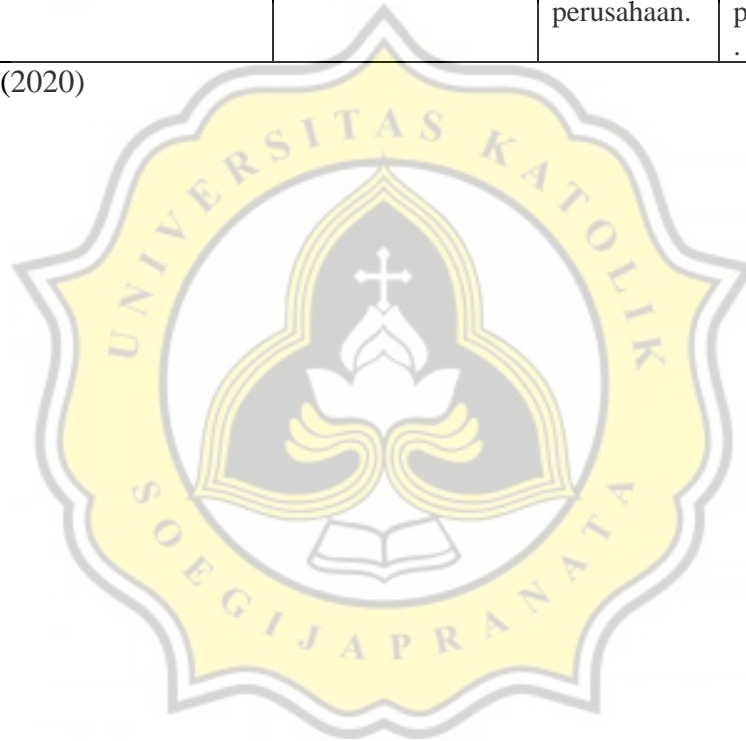 perusahaan.
.
(2020)
UNIVERSITAS KATOLIK
SOEGIJAPRANATA